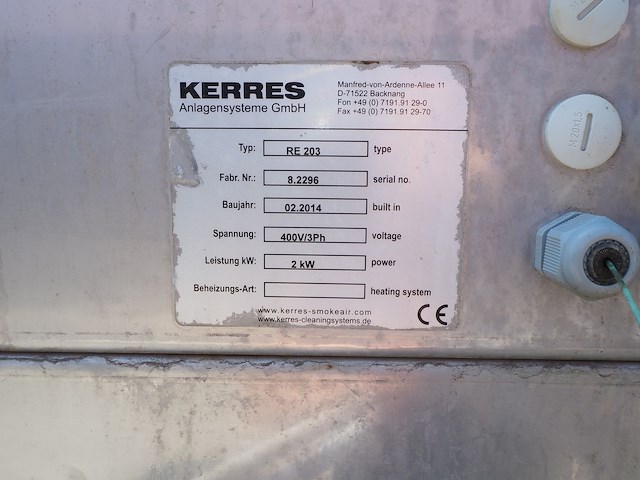 KERRES
Anlagensysteme GmbH
Manfred-von-Ardenne-Allee 11
D-71522 Backnang
Fon +49 (0) 7191.91 29-0
Fax +49 (0) 7191.91 29-70
Typ: RE 203 type
Fabr. Nr.: 8.2296 serial no.
Baujahr: 02.2014 built in
Spannung: 400V/3Ph voltage
Leistung kW: 2 kW power
Beheizungs-Art: heating system
www.kerres-smokeair.com
www.kerres-cleaningsystems.de
CE
M 20x1,5